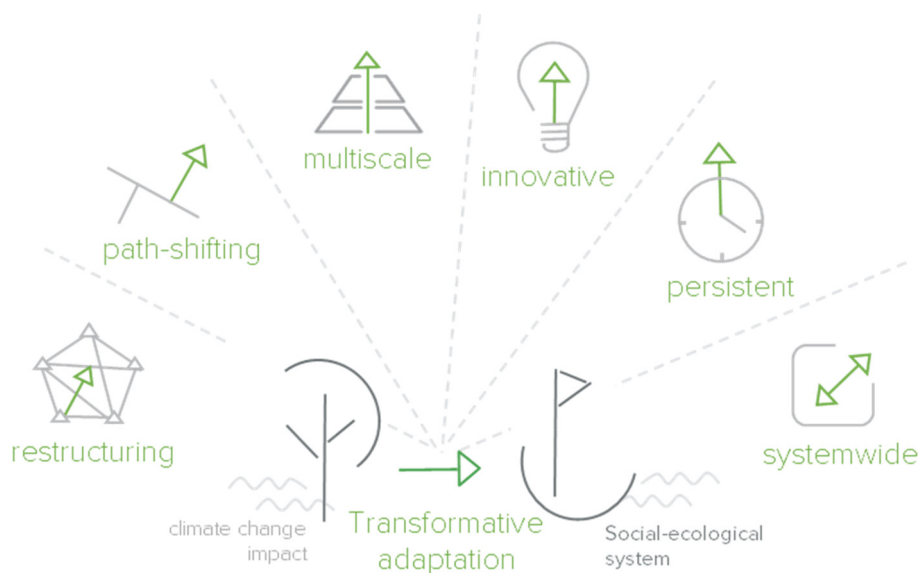 multiscale
innovative
path-shifting
persistent
restructuring
systemwide
climate change
impact
Transformative
adaptation
Social-ecological
system